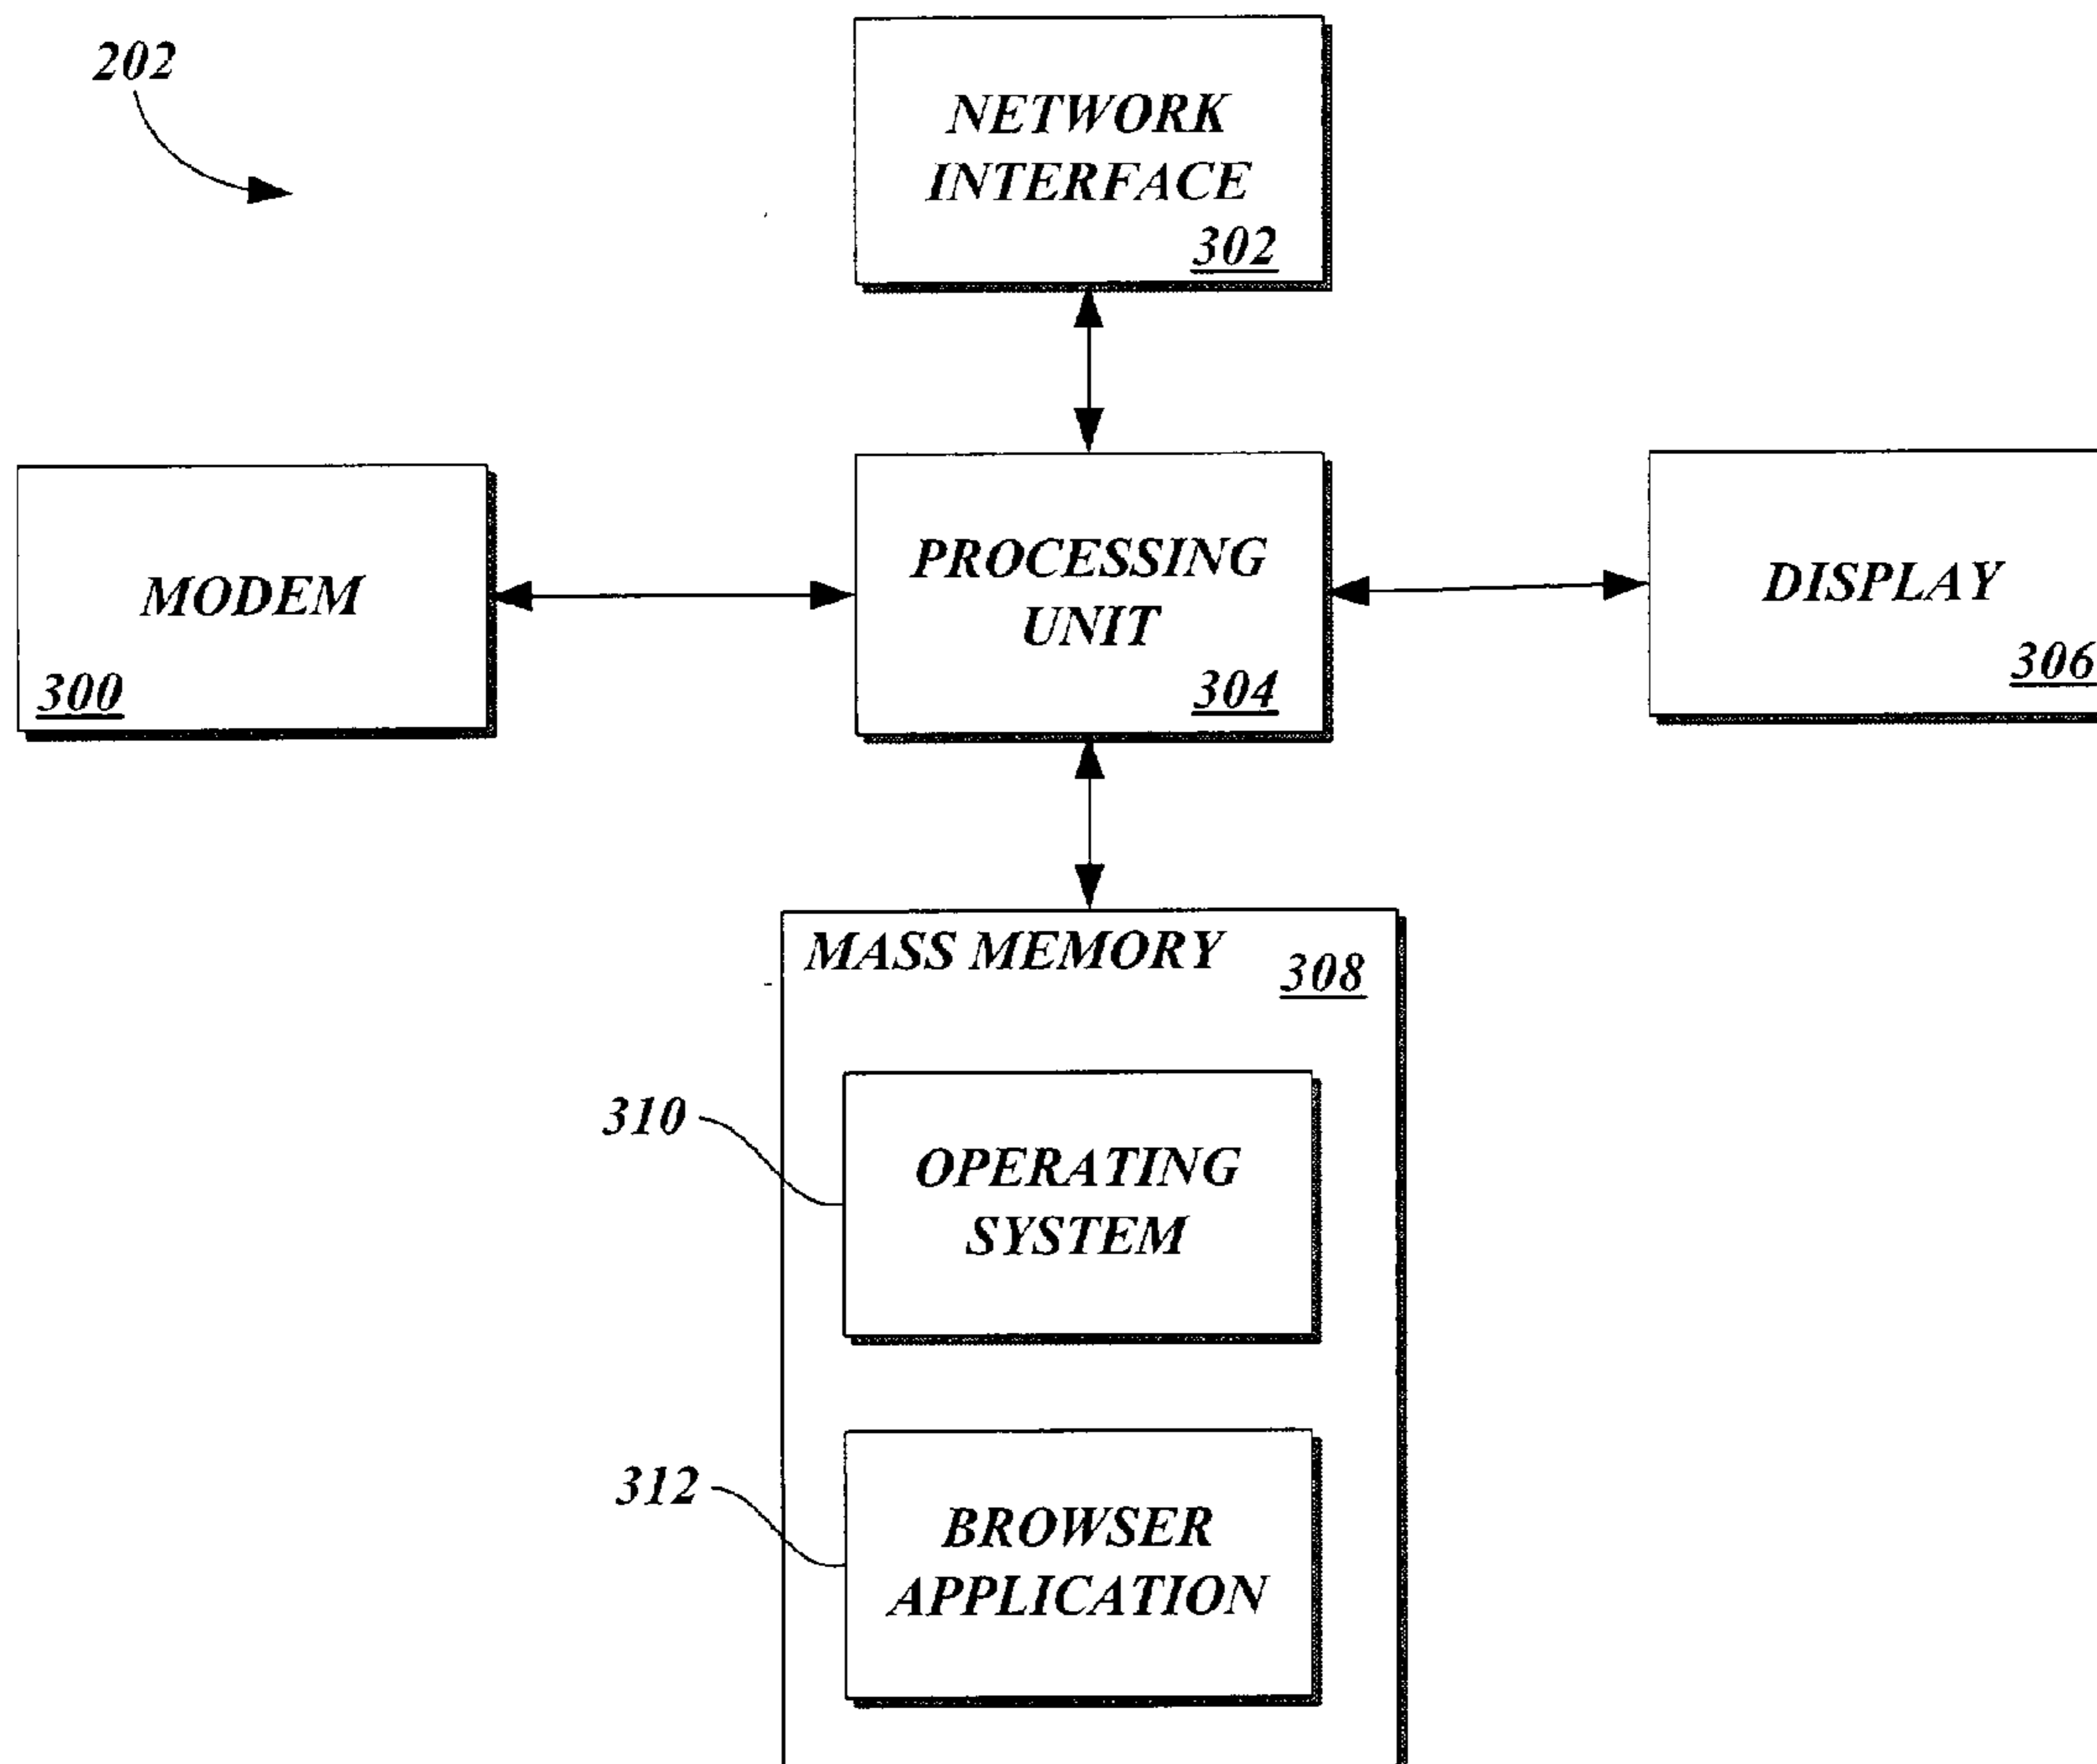 202
NETWORK
INTERFACE
302
MODEM
300
PROCESSING
UNIT
304
DISPLAY
306
MASS MEMORY
308
310
OPERATING
SYSTEM
312
BROWSER
APPLICATION